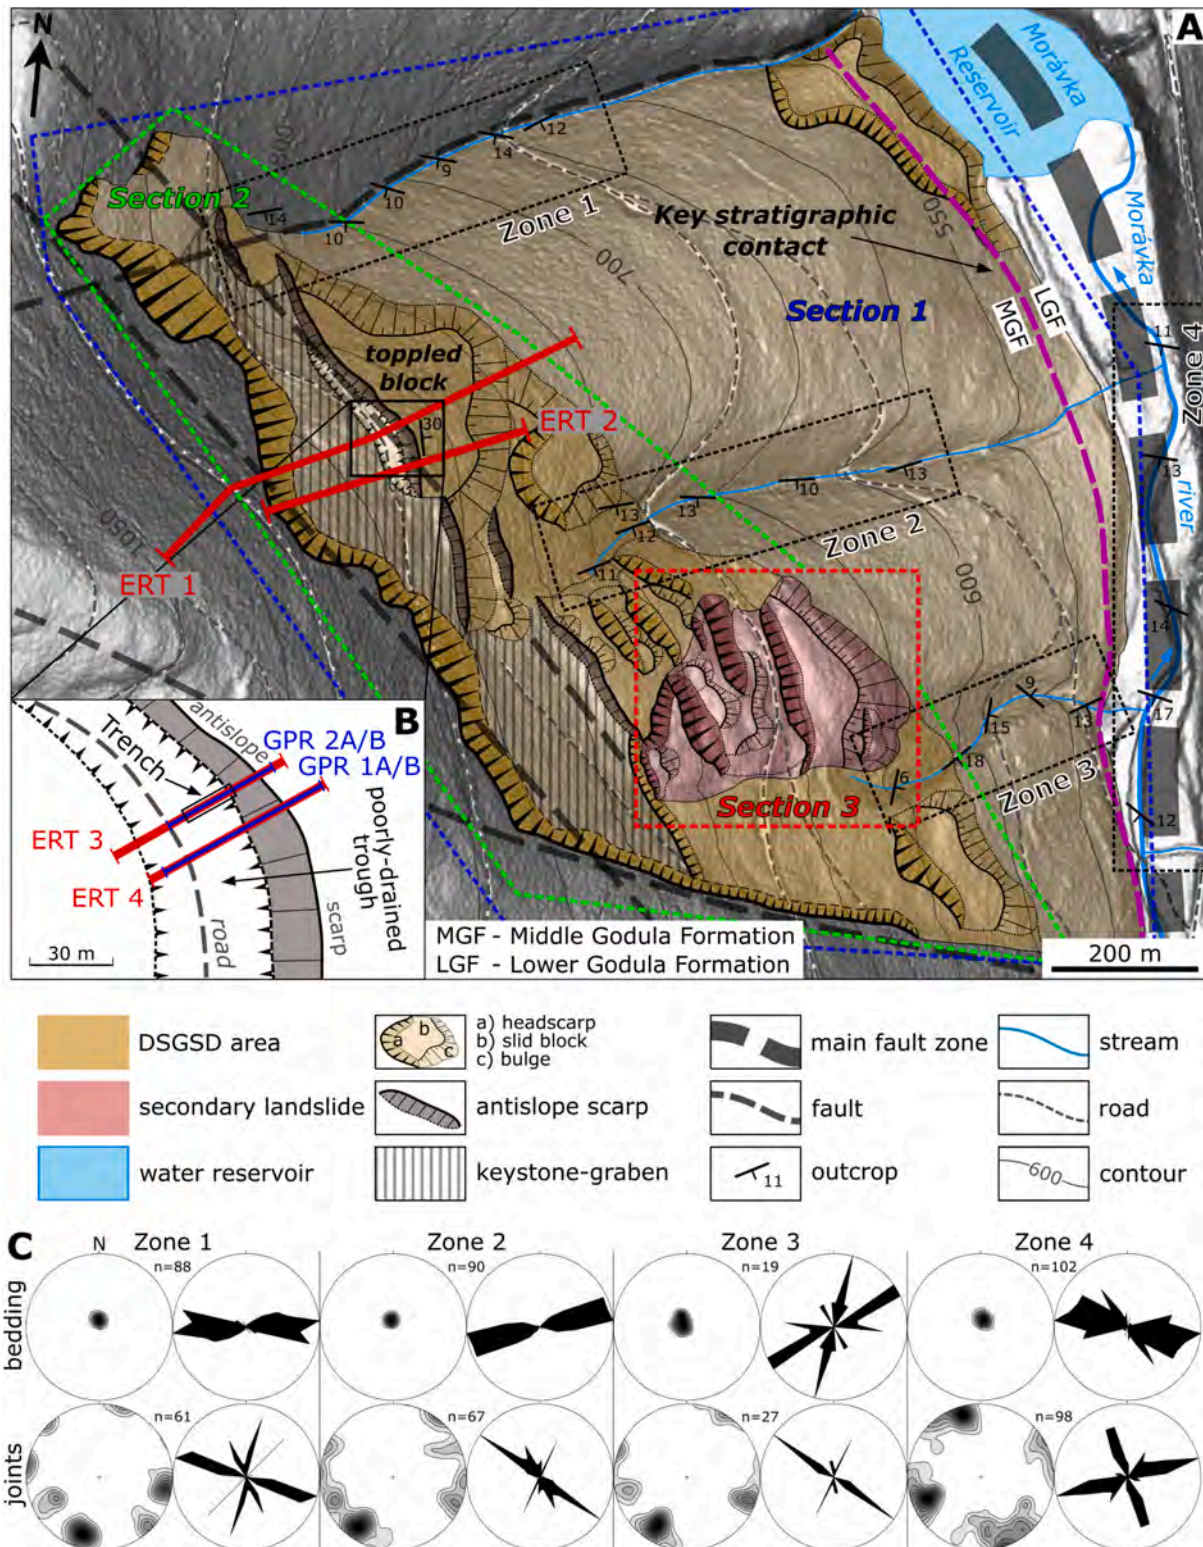 A
N
Morávka
Reservoir
12
14
9
10
Section 2
14
10
Zone 1
Key stratigraphic
contact
550
700
Morávka
Section 1
LGF
MGF
11
Zone 4
toppled
block
30
ERT 2
13
13
10
13
13
12
Zone 2
river
1,050
ERT 1
11
600
14
9
13
17
15
18
6
Zone 3
12
Section 3
B
antislope
Trench
GPR 2A/B
GPR 1A/B
ERT 3
ERT 4
poorly-drained
trough
road
scarp
30 m
MGF - Middle Godula Formation
LGF - Lower Godula Formation
200 m
DSGSD area
a
b
c
a) headscarp
b) slid block
c) bulge
main fault zone
stream
secondary landslide
antislope scarp
fault
road
water reservoir
keystone-graben
11
outcrop
600
contour
C
N
Zone 1
Zone 2
Zone 3
Zone 4
n=88
n=90
n=19
n=102
bedding
n=61
n=67
n=27
n=98
joints